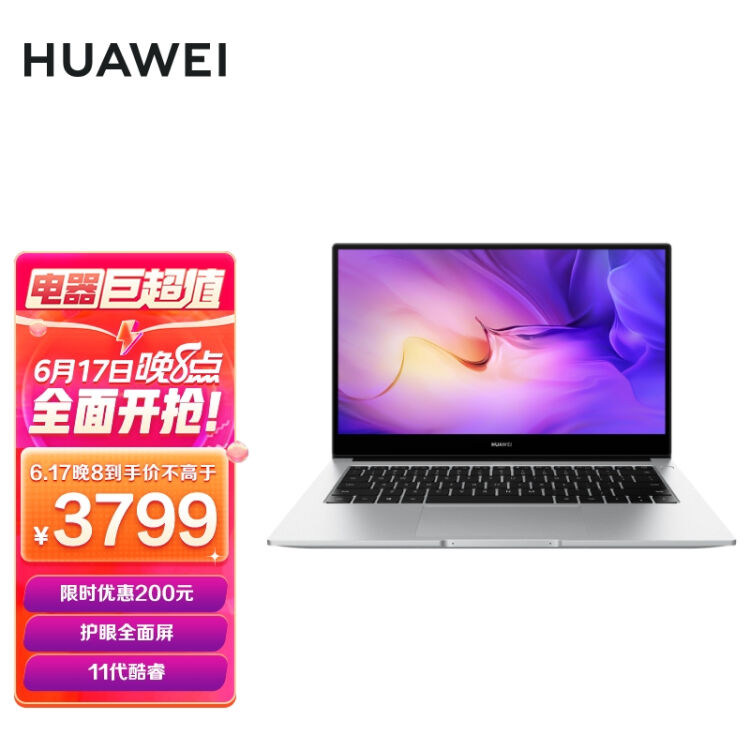 HUAWEI
电器巨超值
6月17日晚8点
全面开抢!
6.17晚8到手价不高于
¥3799
限时优惠200元
护眼全面屏
11代酷睿
HUAWEI